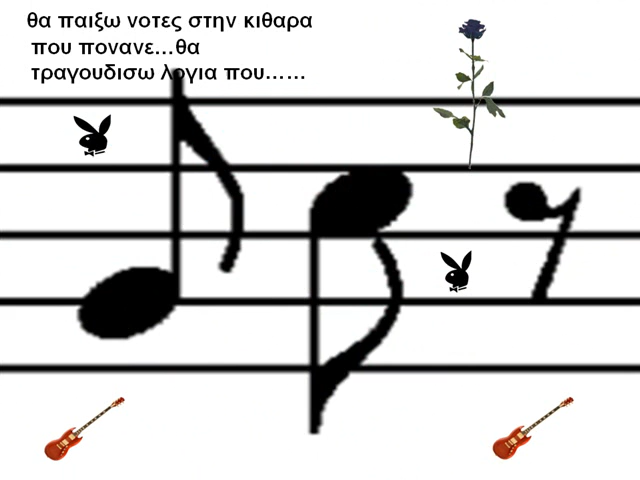 θα παιξω νοτες στην κιθαρα
που πονανε...θα
τραγουδισω λογια που......